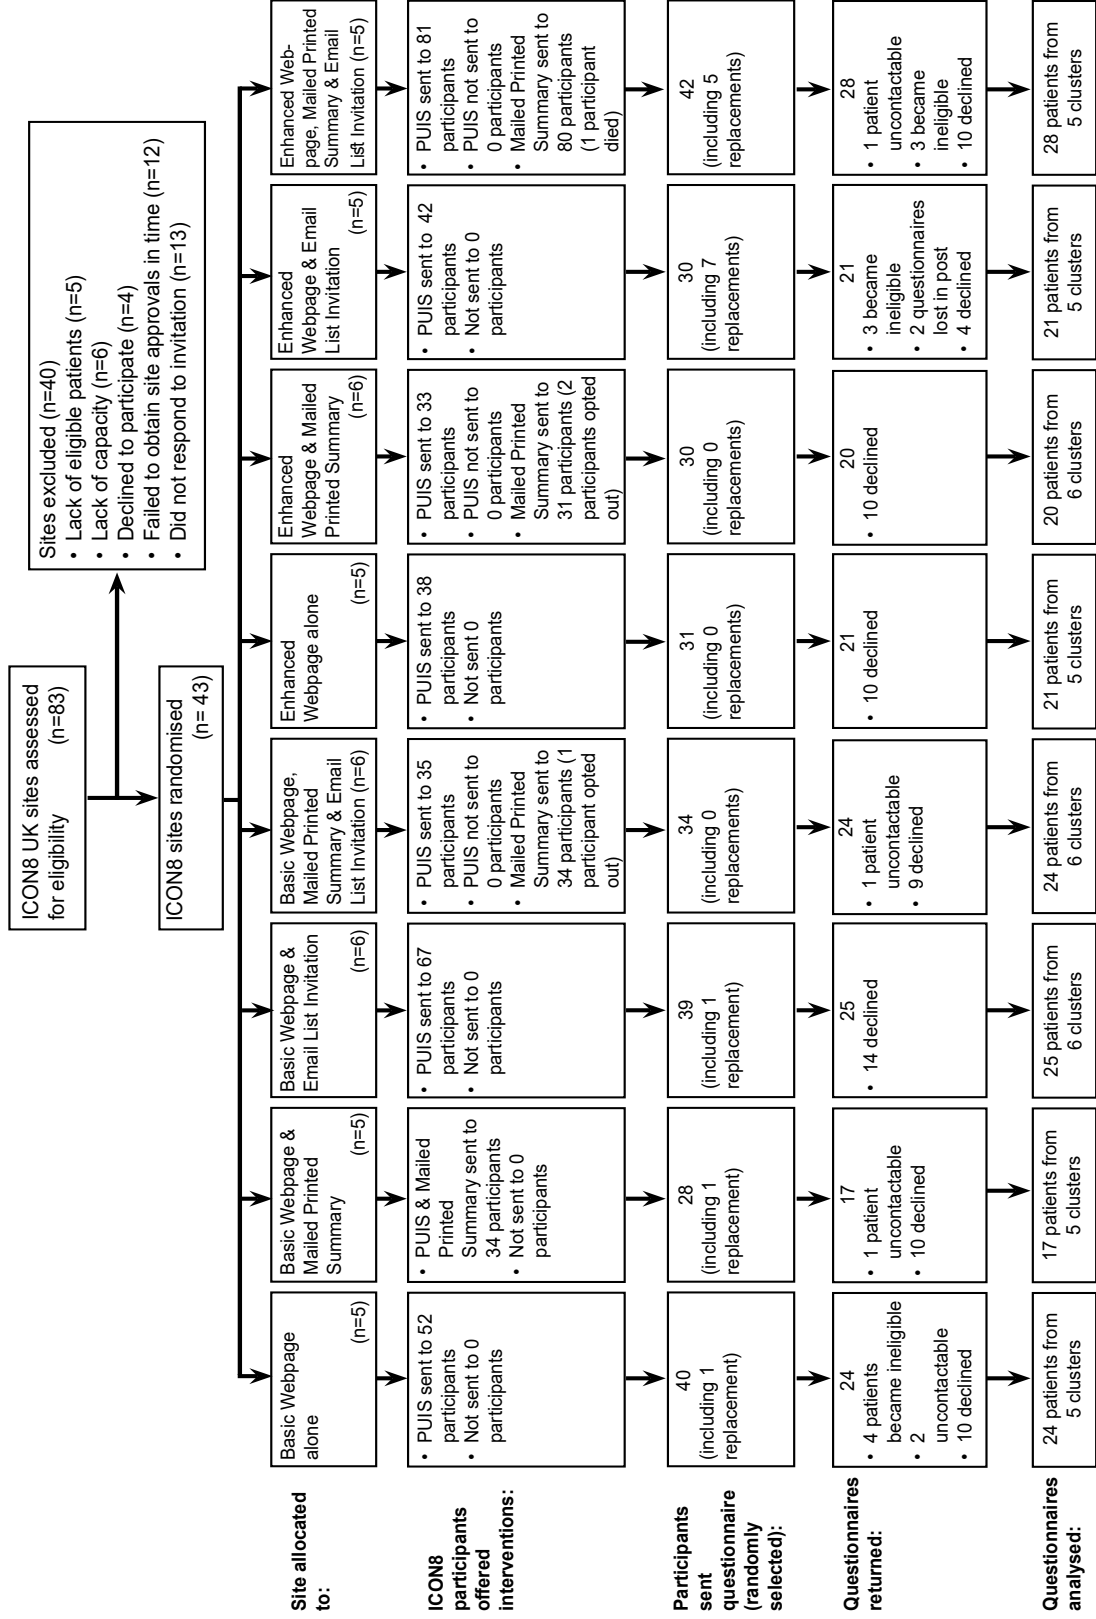 ICON8 UK sites assessed
for eligibility (n=83)
Sites excluded (n=40)
• Lack of eligible patients (n=5)
• Lack of capacity (n=6)
• Declined to participate (n=4)
• Failed to obtain site approvals in time (n=12)
• Did not respond to invitation (n=13)
ICON8 sites randomised
(n= 43)
Site allocated
to:
Basic Webpage
alone
(n=5)
Basic Webpage &
Mailed Printed
Summary (n=5)
Basic Webpage &
Email List Invitation
(n=6)
Basic Webpage,
Mailed Printed
Summary & Email
List Invitation (n=6)
Enhanced
Webpage alone
(n=5)
Enhanced
Webpage & Mailed
Printed Summary
(n=6)
Enhanced
Webpage & Email
List Invitation
(n=5)
Enhanced Web-
page, Mailed Printed
Summary & Email
List Invitation (n=5)
ICON8
participants
offered
interventions:
• PUIS sent to 52
participants
• Not sent to 0
participants
• PUIS & Mailed
Printed
Summary sent to
34 participants
• Not sent to 0
participants
• PUIS sent to 67
participants
• Not sent to 0
participants
• PUIS sent to 35
participants
• PUIS not sent to
0 participants
• Mailed Printed
Summary sent to
34 participants (1
participant opted
out)
• PUIS sent to 38
participants
• Not sent 0
participants
• PUIS sent to 33
participants
• PUIS not sent to
0 participants
• Mailed Printed
Summary sent to
31 participants (2
participants opted
out)
• PUIS sent to 42
participants
• Not sent to 0
participants
• PUIS sent to 81
participants
• PUIS not sent to
0 participants
• Mailed Printed
Summary sent to
80 participants
(1 participant
died)
Participants
sent
questionnaire
(randomly
selected):
40
(including 1
replacement)
28
(including 1
replacement)
39
(including 1
replacement)
34
(including 0
replacements)
31
(including 0
replacements)
30
(including 0
replacements)
30
(including 7
replacements)
42
(including 5
replacements)
Questionnaires
returned:
24
• 4 patients
became ineligible
• 2
uncontactable
• 10 declined
17
• 1 patient
uncontactable
• 10 declined
25
• 14 declined
24
• 1 patient
uncontactable
• 9 declined
21
• 10 declined
20
• 10 declined
21
• 3 became
ineligible
• 2 questionnaires
lost in post
• 4 declined
28
• 1 patient
uncontactable
• 3 became
ineligible
• 10 declined
Questionnaires
analysed:
24 patients from
5 clusters
17 patients from
5 clusters
25 patients from
6 clusters
24 patients from
6 clusters
21 patients from
5 clusters
20 patients from
6 clusters
21 patients from
5 clusters
28 patients from
5 clusters